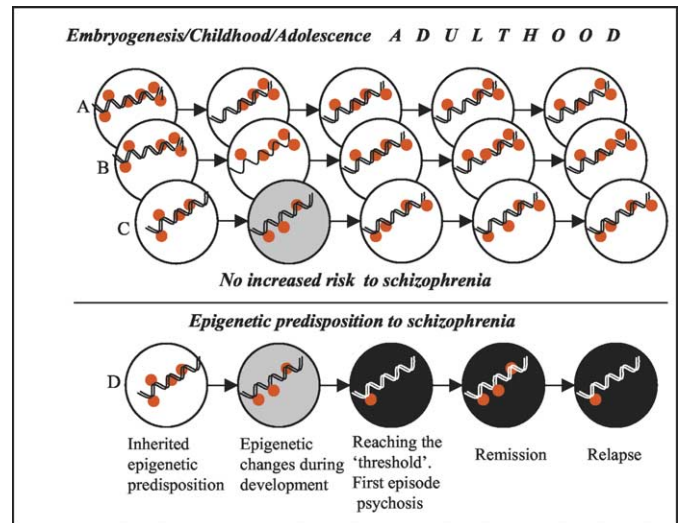 Embryogenesis/Childhood/Adolescence A D U L T H O O D
A
B
C
No increased risk to schizophrenia
Epigenetic predisposition to schizophrenia
D
Inherited
epigenetic
predisposition
Epigenetic
changes during
development
Reaching the
‘threshold’.
First episode
psychosis
Remission
Relapse